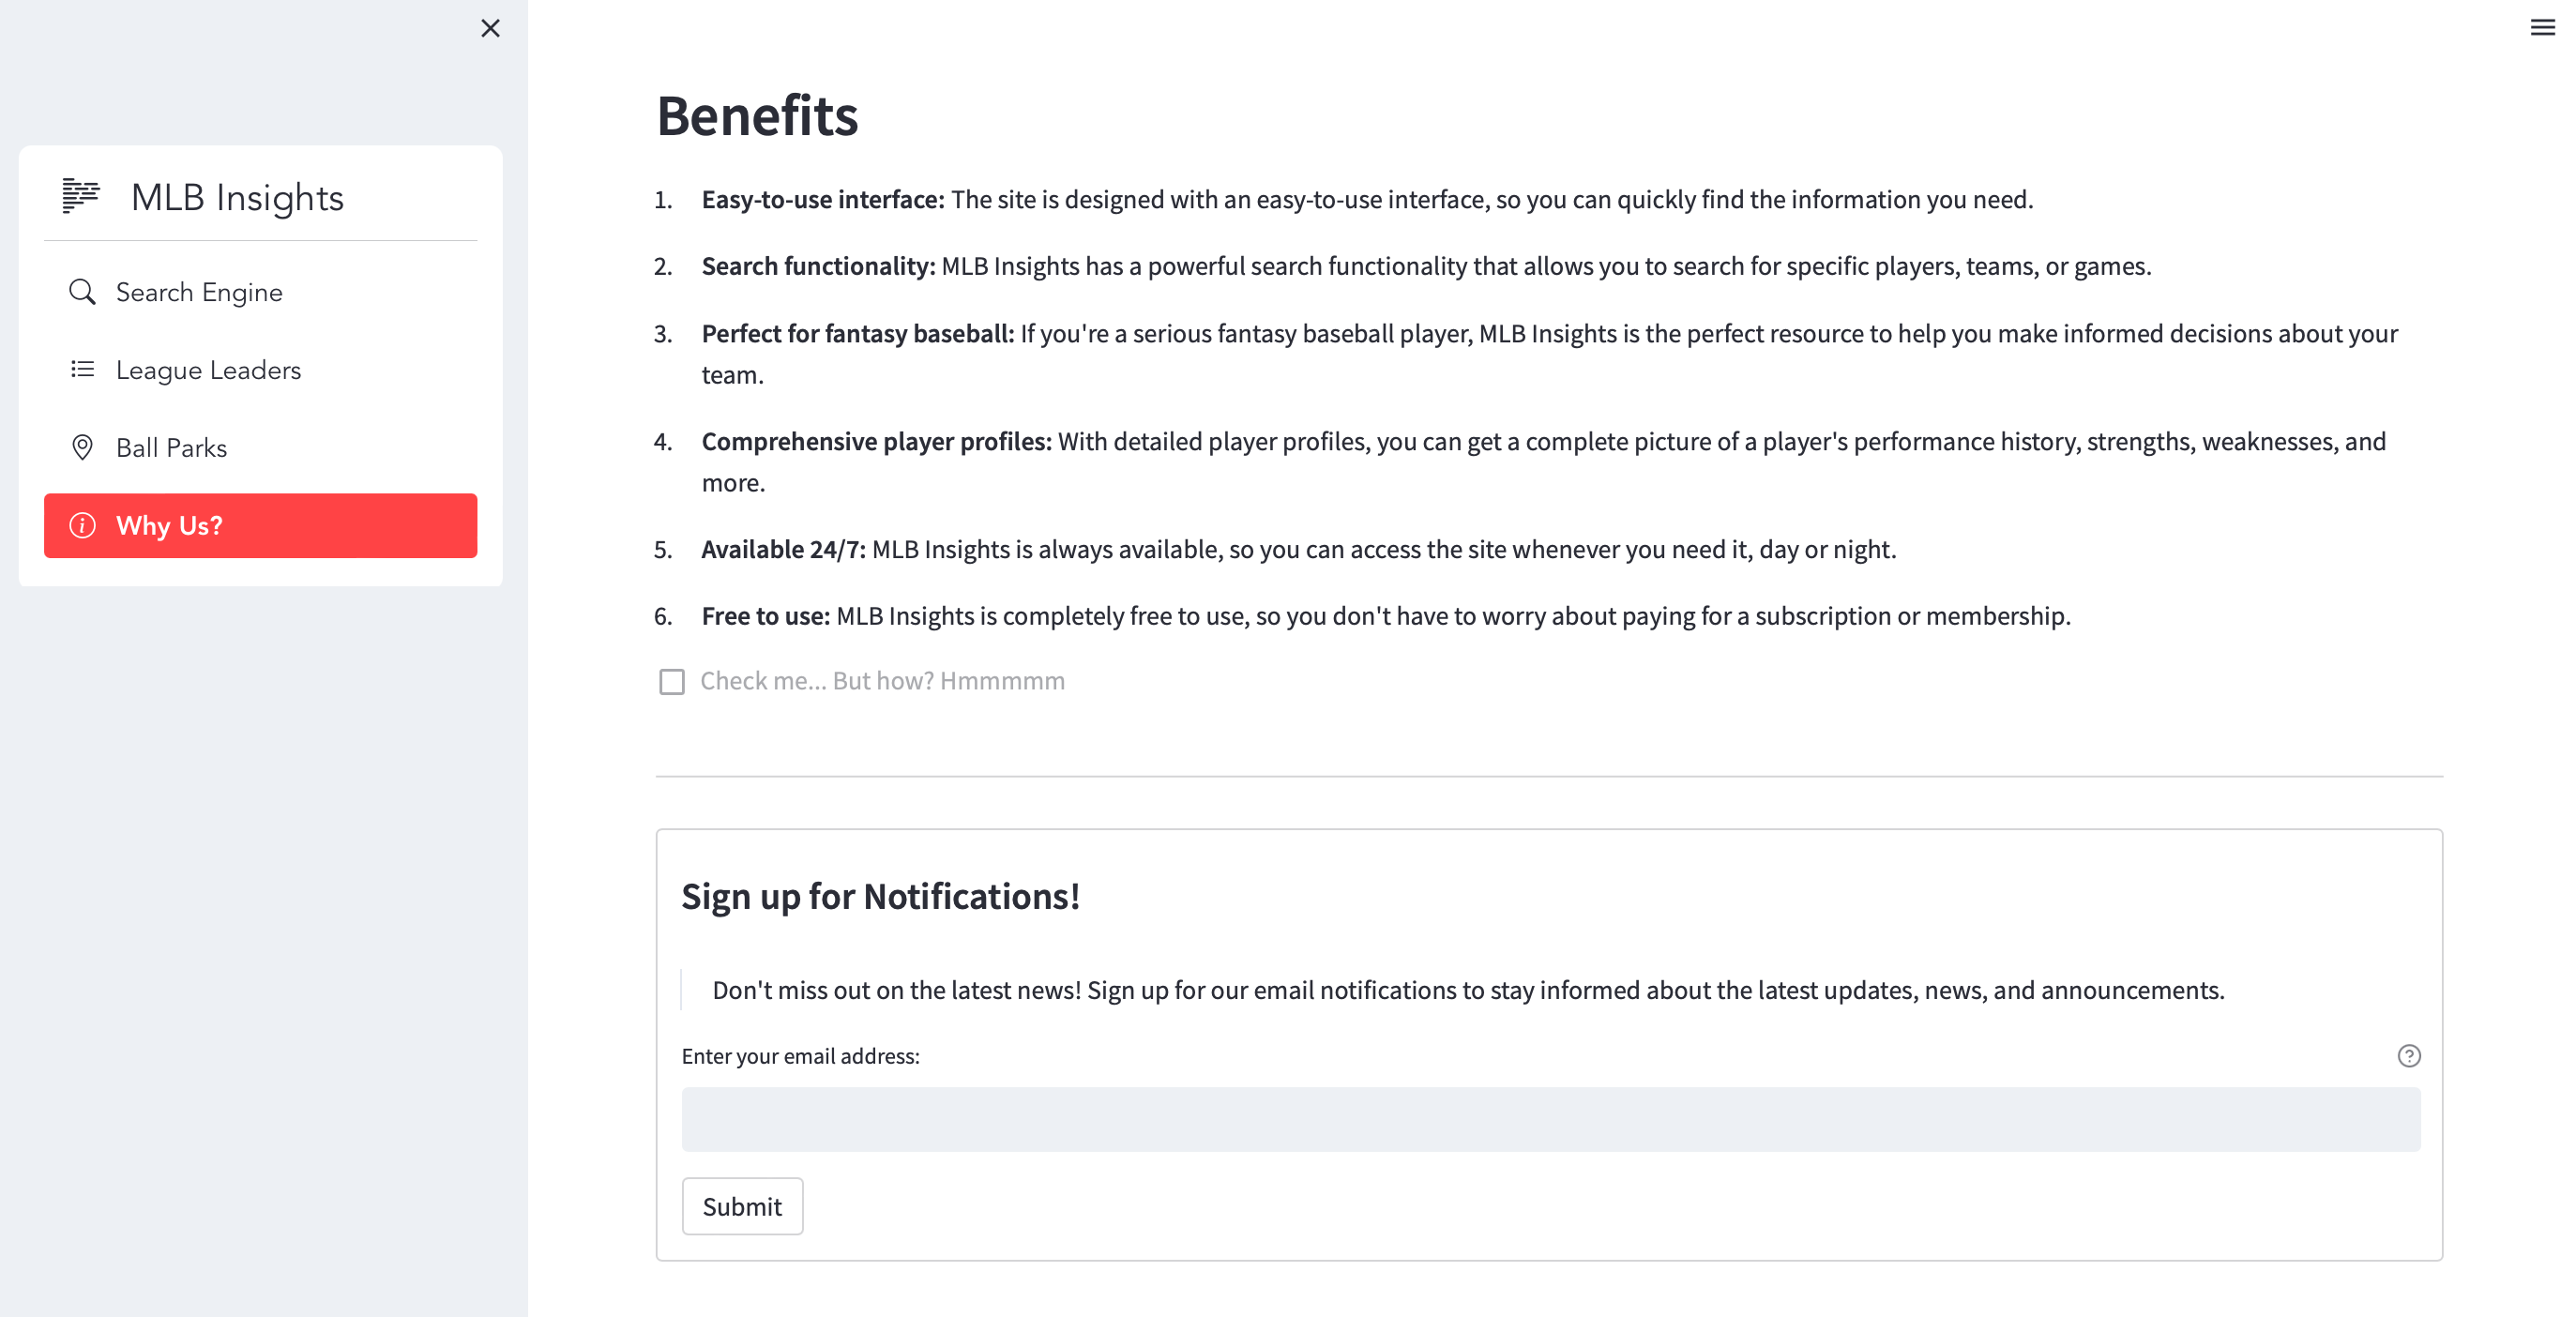 MLB Insights
Search Engine
League Leaders
Ball Parks
Why Us?
Benefits
1. Easy-to-use interface: The site is designed with an easy-to-use interface, so you can quickly find the information you need.
2. Search functionality: MLB Insights has a powerful search functionality that allows you to search for specific players, teams, or games.
3. Perfect for fantasy baseball: If you're a serious fantasy baseball player, MLB Insights is the perfect resource to help you make informed decisions about your
team.
4. Comprehensive player profiles: With detailed player profiles, you can get a complete picture of a player's performance history, strengths, weaknesses, and
more.
5. Available 24/7: MLB Insights is always available, so you can access the site whenever you need it, day or night.
6. Free to use: MLB Insights is completely free to use, so you don't have to worry about paying for a subscription or membership.
Check me... But how? Hmmmmm
Sign up for Notifications!
Don't miss out on the latest news! Sign up for our email notifications to stay informed about the latest updates, news, and announcements.
Enter your email address:
Submit